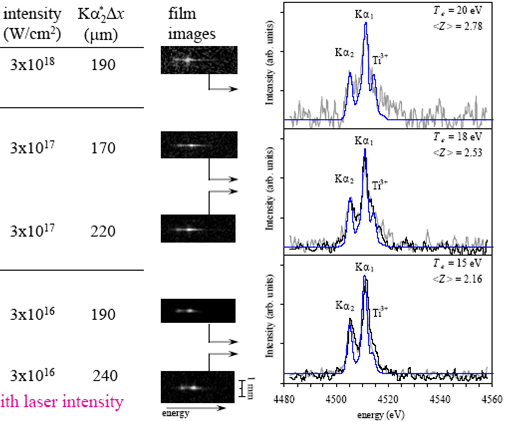 intensity Kα₂*Δx film
(W/cm²) (μm) images
3x10¹⁸ 190
3x10¹⁷ 170
3x10¹⁷ 220
3x10¹⁶ 190
3x10¹⁶ 240
ith laser intensity
energy
1 mm
Intensity (arb. units)
Kα₁
Kα₂
Ti³⁺
T e = 20 eV
<Z> = 2.78
Intensity (arb. units)
Kα₁
Kα₂
Ti³⁺
T e = 18 eV
<Z> = 2.53
Intensity (arb. units)
Kα₁
Kα₂
Ti³⁺
T e = 15 eV
<Z> = 2.16
4480 4500 4520 4540 4560
energy (eV)